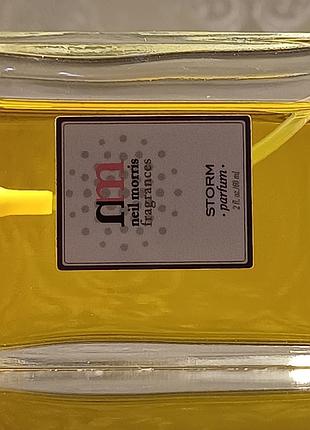 nm
neil morris
fragrances
STORM
•parfum•
2 fl. oz./60 ml